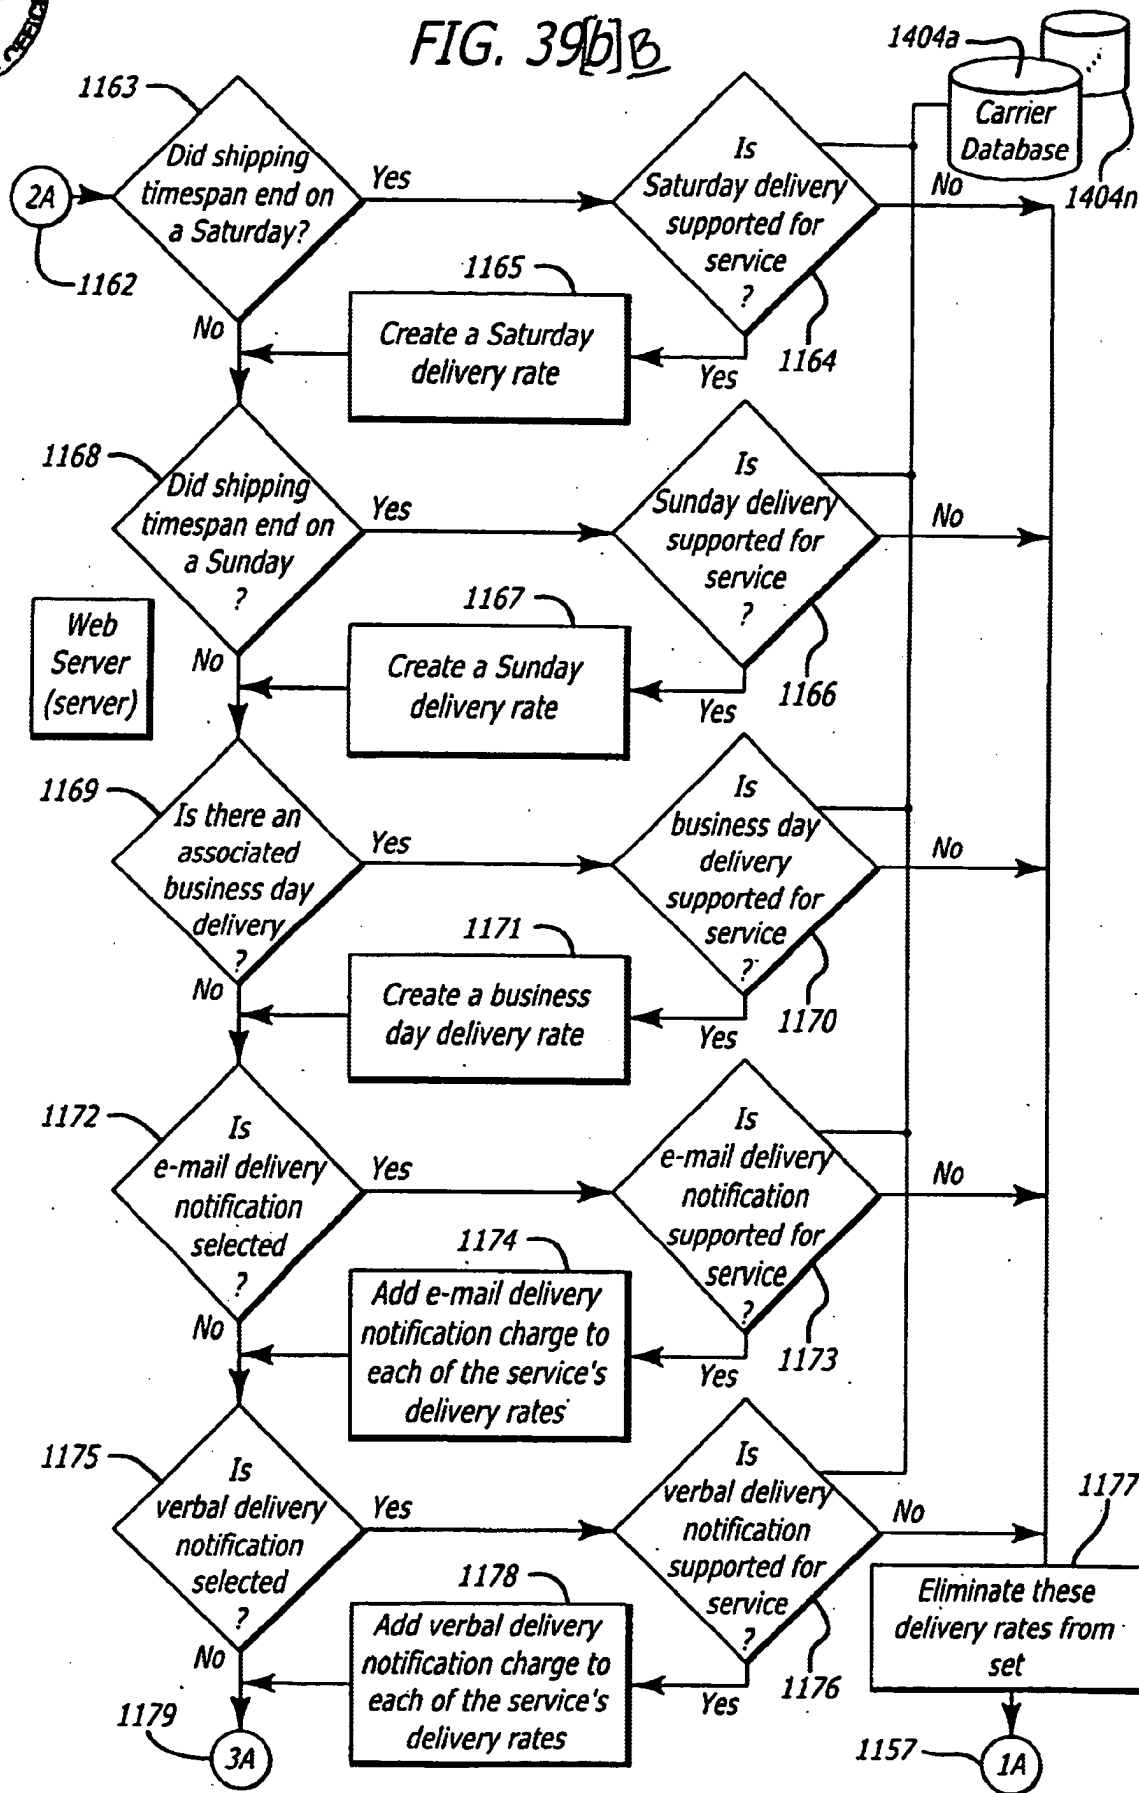 OFFICE
FIG. 39[b]B
1404a
1163
Carrier
Database
1404n
Did shipping
timespan end on
a Saturday?
Yes
Is
Saturday delivery
supported for
service
?
No
2A
1162
1165
No
Create a Saturday
delivery rate
Yes
1164
1168
Did shipping
timespan end on
a Sunday
?
Yes
Is
Sunday delivery
supported for
service
?
No
Web
Server
(server)
1167
No
Create a Sunday
delivery rate
Yes
1166
1169
Is there an
associated
business day
delivery
?
Yes
Is
business day
delivery
supported for
service
?
No
1171
No
Create a business
day delivery rate
Yes
1170
1172
Is
e-mail delivery
notification
selected
?
Yes
Is
e-mail delivery
notification
supported for
service
?
No
1174
No
Add e-mail delivery
notification charge to
each of the service's
delivery rates
Yes
1173
1175
Is
verbal delivery
notification
selected
?
Yes
Is
verbal delivery
notification
supported for
service
?
No
1177
1178
No
Add verbal delivery
notification charge to
each of the service's
delivery rates
Yes
1176
Eliminate these
delivery rates from
set
1179
3A
1157
1A